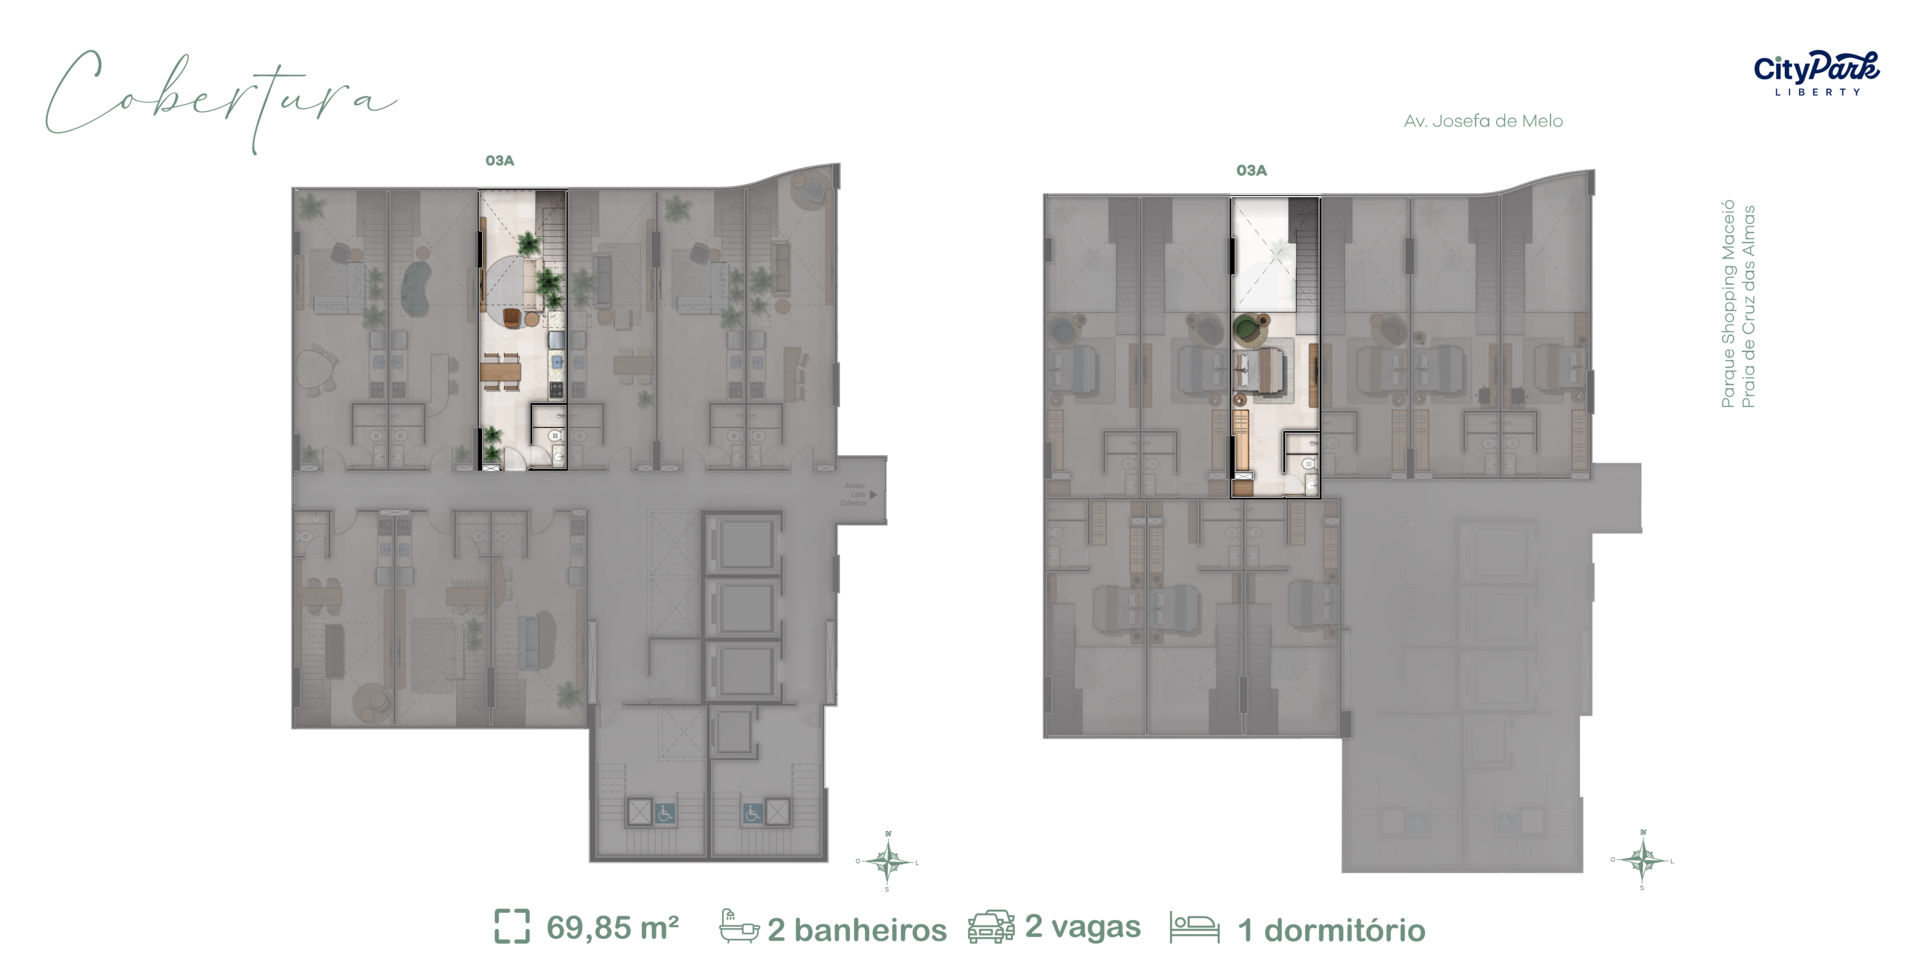 Cobertura
CityPark
LIBERTY
Av. Josefa de Melo
03A
03A
Parque Shopping Maceió
Praia de Cruz das Almas
Acesso
Lazer
Cobertura
N
O
L
S
N
O
L
S
69,85 m²
2 banheiros
2 vagas
1 dormitório